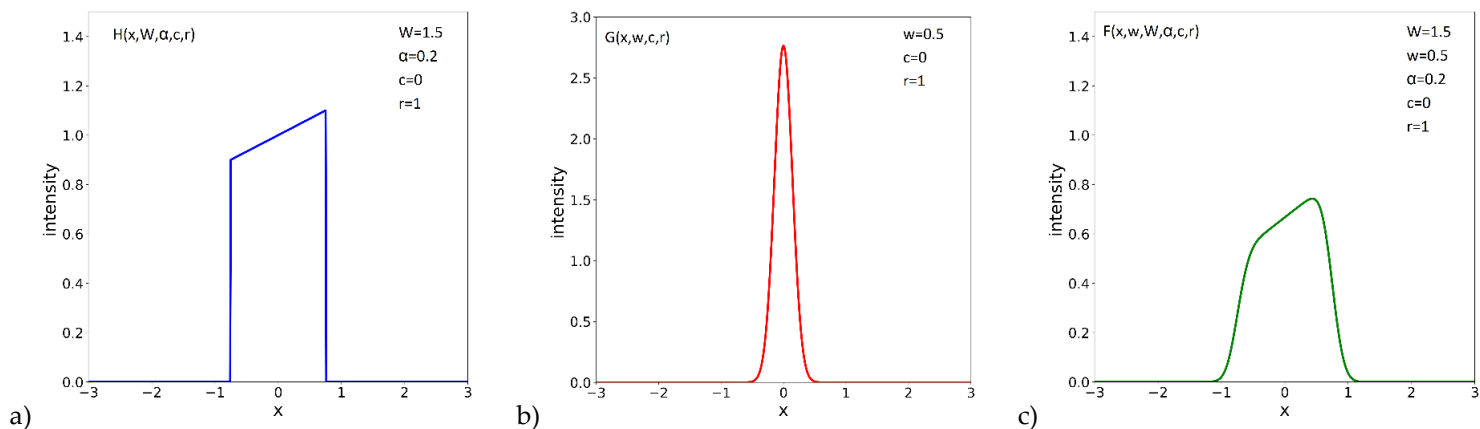 H(x,W,α,c,r)
W=1.5
α=0.2
c=0
r=1
1.4
1.2
1.0
0.8
0.6
0.4
0.2
0.0
intensity
−3 −2 −1 0 1 2 3
x
a)
G(x,w,c,r)
w=0.5
c=0
r=1
3.0
2.5
2.0
1.5
1.0
0.5
0.0
intensity
−3 −2 −1 0 1 2 3
x
b)
F(x,w,W,α,c,r)
W=1.5
w=0.5
α=0.2
c=0
r=1
1.4
1.2
1.0
0.8
0.6
0.4
0.2
0.0
intensity
−3 −2 −1 0 1 2 3
x
c)